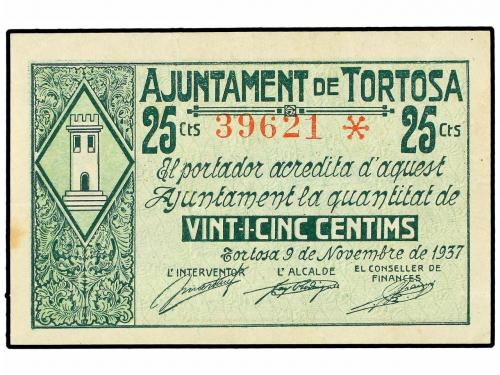 AJUNTAMENT DE TORTOSA
25 Cts 39621 * 25 Cts
El portador acredita d'aquest
Ajuntament la quantitat de
VINT-I-CINC CENTIMS
Tortosa 9 de Novembre de 1937
L'INTERVENTOR L'ALCALDE EL CONSELLER DE
FINANCES